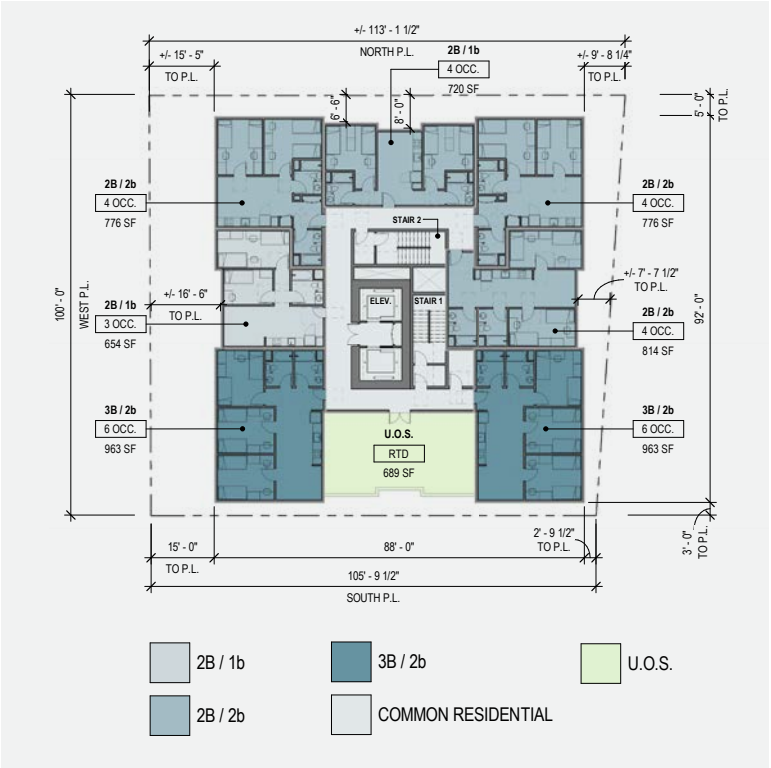 +/- 113' - 1 1/2"
NORTH P.L.
+/- 15' - 5"
TO P.L.
2B / 1b
4 OCC.
720 SF
+/- 9' - 8 1/4"
TO P.L.
6' - 6"
8' - 0"
5' - 0"
TO P.L.
2B / 2b
4 OCC.
776 SF
STAIR 2
2B / 2b
4 OCC.
776 SF
100' - 0"
WEST P.L.
+/- 16' - 6"
TO P.L.
2B / 1b
3 OCC.
654 SF
ELEV.
STAIR 1
+/- 7' - 7 1/2"
TO P.L.
2B / 2b
4 OCC.
814 SF
92' - 0"
3B / 2b
6 OCC.
963 SF
U.O.S.
RTD
689 SF
3B / 2b
6 OCC.
963 SF
15' - 0"
TO P.L.
88' - 0"
2' - 9 1/2"
TO P.L.
3' - 0"
TO P.L.
105' - 9 1/2"
SOUTH P.L.
2B / 1b
3B / 2b
U.O.S.
2B / 2b
COMMON RESIDENTIAL